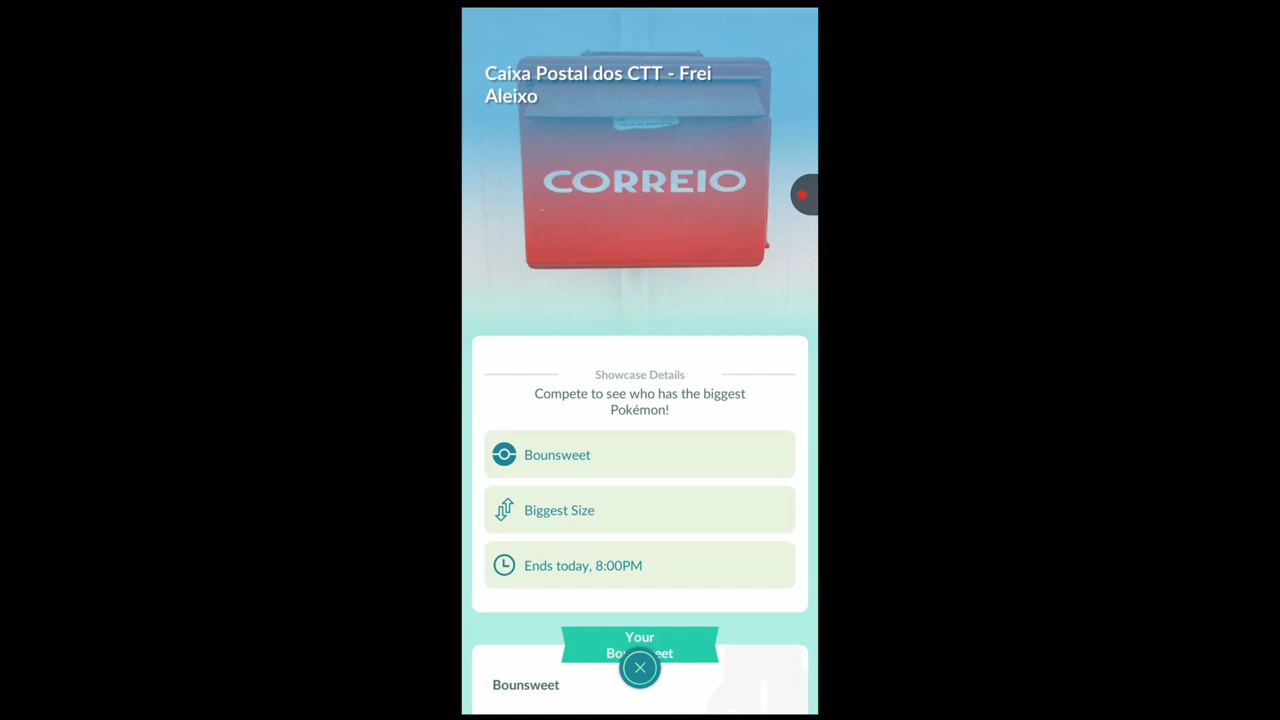 Caixa Postal dos CTT - Frei
Aleixo
CORREIO
Showcase Details
Compete to see who has the biggest
Pokémon!
Bounsweet
Biggest Size
Ends today, 8:00PM
Your
Bounsweet
Bounsweet